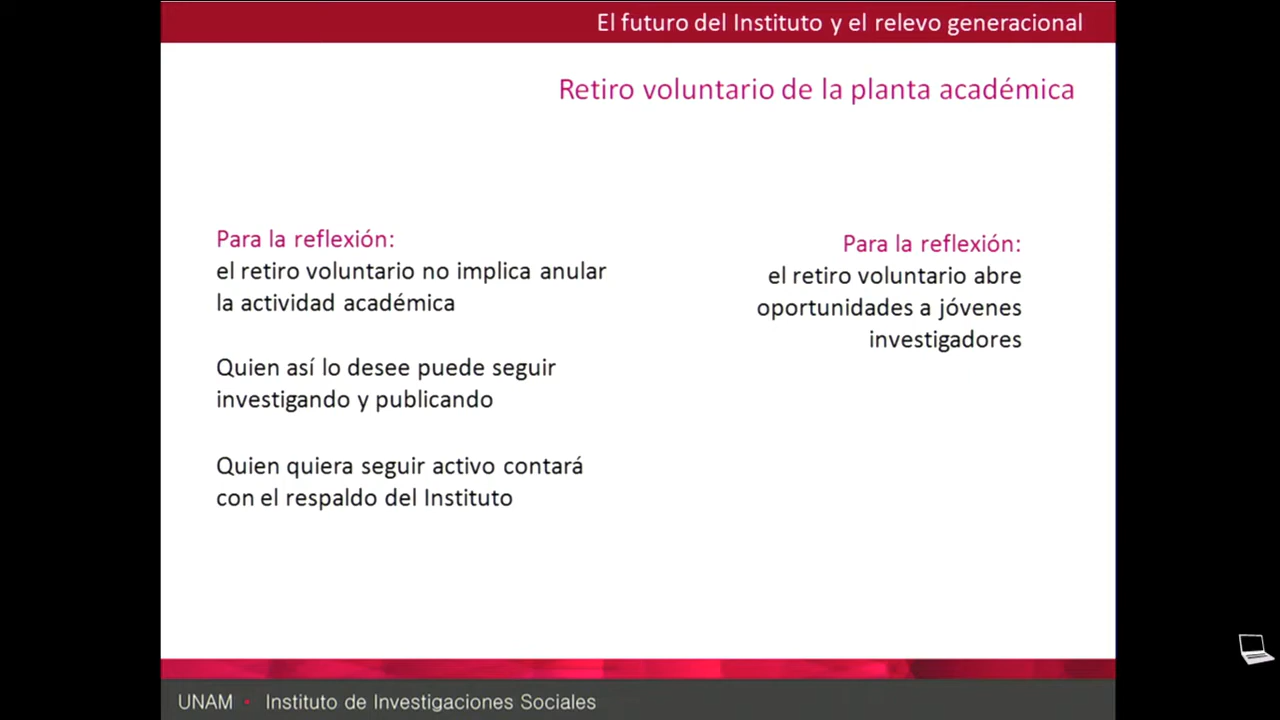 El futuro del Instituto y el relevo generacional
Retiro voluntario de la planta académica
Para la reflexión:
el retiro voluntario no implica anular
la actividad académica
Quien así lo desee puede seguir
investigando y publicando
Quien quiera seguir activo contará
con el respaldo del Instituto
Para la reflexión:
el retiro voluntario abre
oportunidades a jóvenes
investigadores
UNAM • Instituto de Investigaciones Sociales